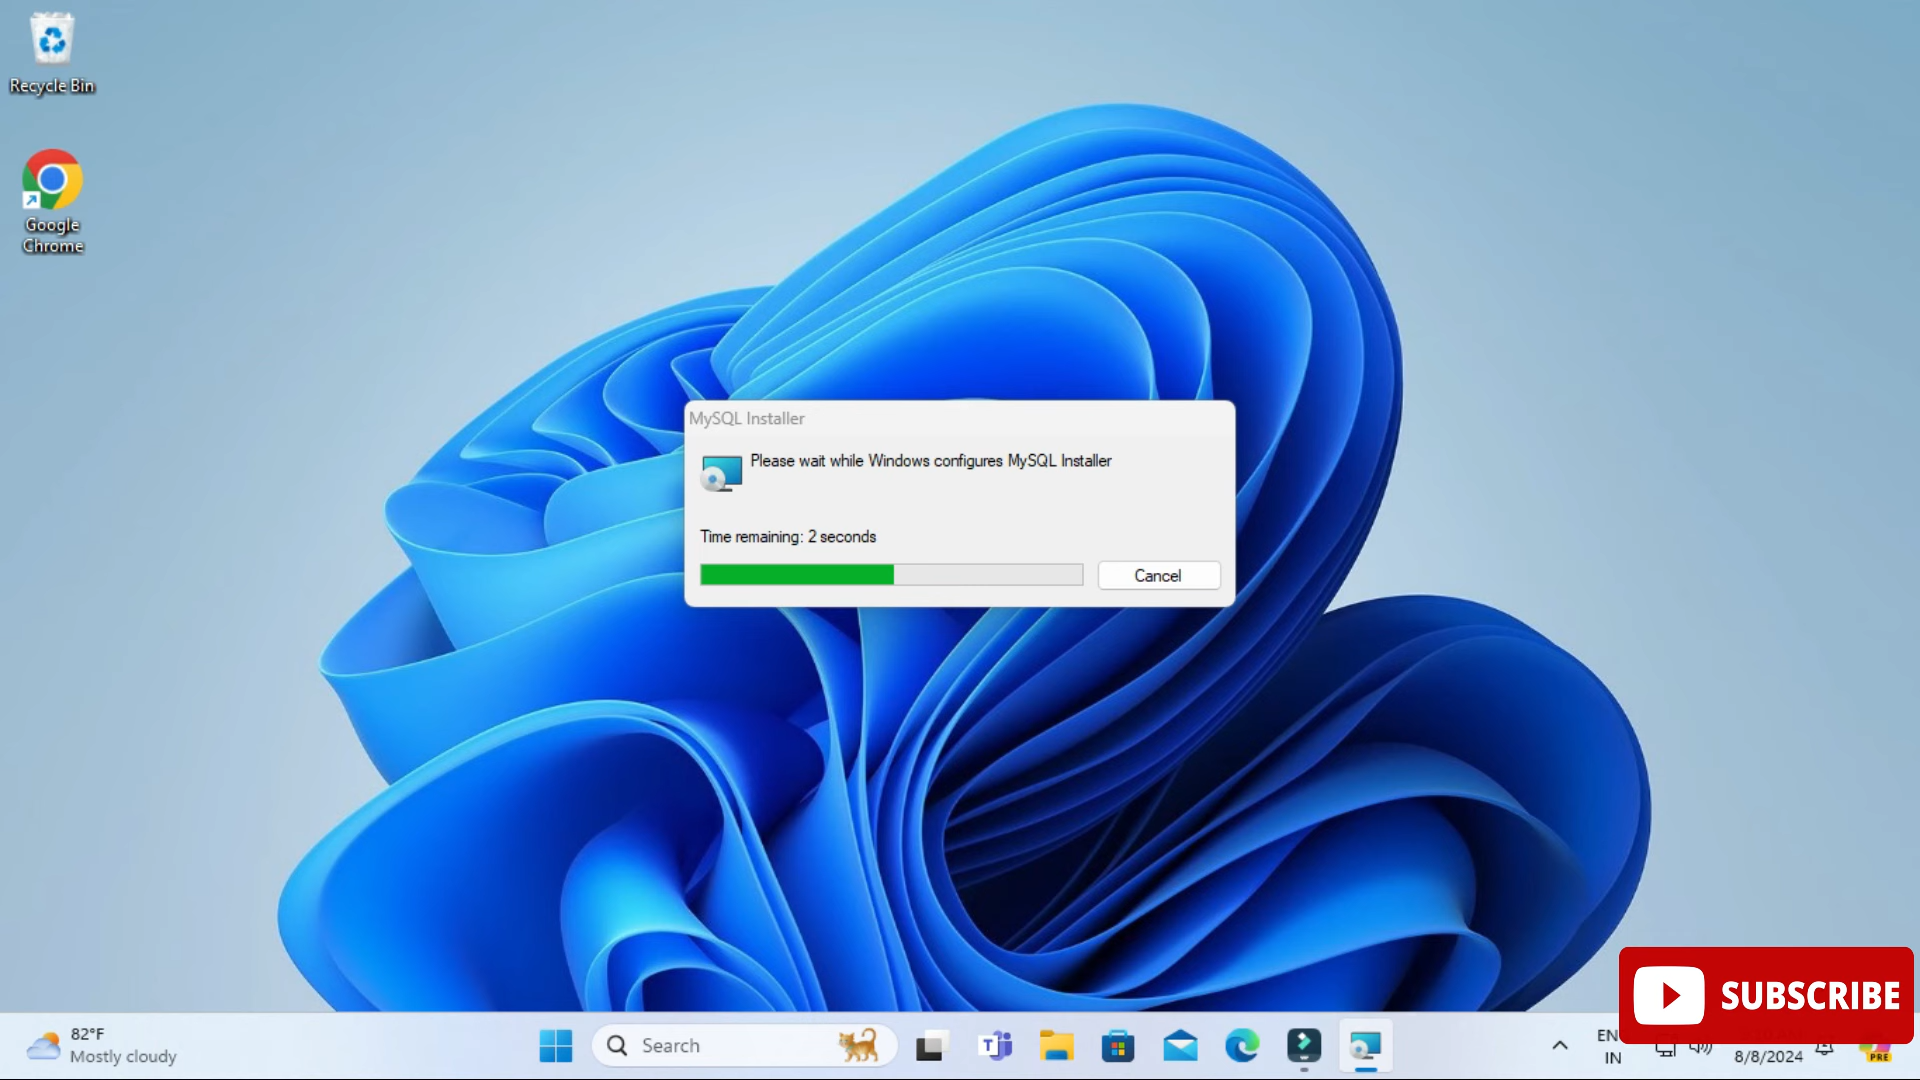 Recycle Bin
Google
Chrome
MySQL Installer
Please wait while Windows configures MySQL Installer
Time remaining: 2 seconds
Cancel
SUBSCRIBE
82°F
Mostly cloudy
Search
T
EN
IN
8/8/2024
PRE